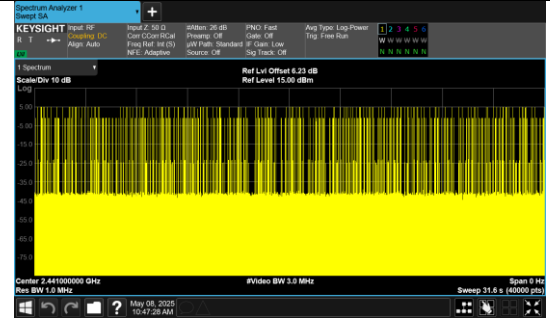 Spectrum Analyzer 1
Swept SA
KEYSIGHT Input: RF Input Z: 50 Ω #Atten: 26 dB PNO: Fast Avg Type: Log-Power 1 2 3 4 5 6
R T Coupling: DC Corr CCorr RCal Preamp: Off Gate: Off Trig: Free Run W W W W W W
Align: Auto Freq Ref: Int (S) µW Path: Standard IF Gain: Low N N N N N N
NFE: Adaptive Source: Off Sig Track: Off
1 Spectrum
Scale/Div 10 dB
Ref Lvl Offset 6.23 dB
Ref Level 15.00 dBm
Log
5.00
-5.00
-15.0
-25.0
-35.0
-45.0
-55.0
-65.0
-75.0
Center 2.441000000 GHz #Video BW 3.0 MHz Span 0 Hz
Res BW 1.0 MHz Sweep 31.6 s (40000 pts)
May 08, 2025
10:47:28 AM